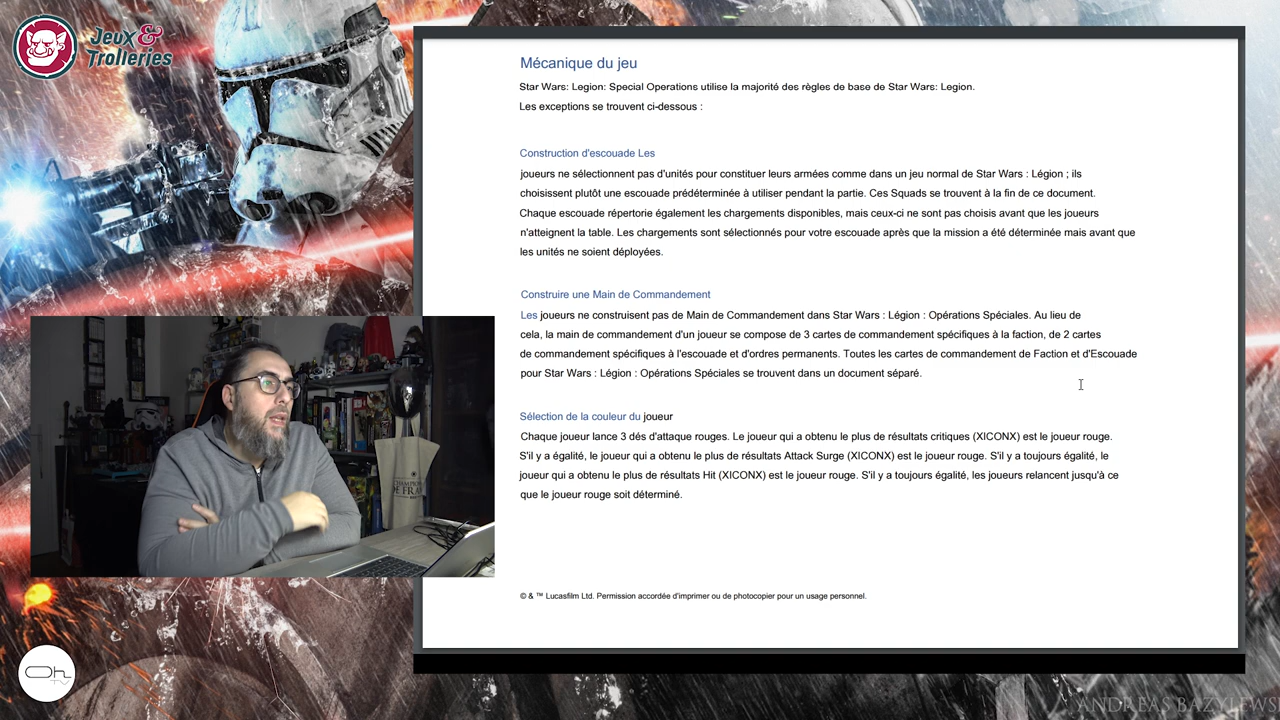 Jeux &
Trolleries
Mécanique du jeu
Star Wars: Legion: Special Operations utilise la majorité des règles de base de Star Wars: Legion.
Les exceptions se trouvent ci-dessous :
Construction d'escouade Les
joueurs ne sélectionnent pas d'unités pour constituer leurs armées comme dans un jeu normal de Star Wars : Légion ; ils
choisissent plutôt une escouade prédéterminée à utiliser pendant la partie. Ces Squads se trouvent à la fin de ce document.
Chaque escouade répertorie également les chargements disponibles, mais ceux-ci ne sont pas choisis avant que les joueurs
n'atteignent la table. Les chargements sont sélectionnés pour votre escouade après que la mission a été déterminée mais avant que
les unités ne soient déployées.
Construire une Main de Commandement
Les joueurs ne construisent pas de Main de Commandement dans Star Wars : Légion : Opérations Spéciales. Au lieu de
cela, la main de commandement d'un joueur se compose de 3 cartes de commandement spécifiques à la faction, de 2 cartes
de commandement spécifiques à l'escouade et d'ordres permanents. Toutes les cartes de commandement de Faction et d'Escouade
pour Star Wars : Légion : Opérations Spéciales se trouvent dans un document séparé.
Sélection de la couleur du joueur
Chaque joueur lance 3 dés d'attaque rouges. Le joueur qui a obtenu le plus de résultats critiques (XICONX) est le joueur rouge.
S'il y a égalité, le joueur qui a obtenu le plus de résultats Attack Surge (XICONX) est le joueur rouge. S'il y a toujours égalité, le
joueur qui a obtenu le plus de résultats Hit (XICONX) est le joueur rouge. S'il y a toujours égalité, les joueurs relancent jusqu'à ce
que le joueur rouge soit déterminé.
© & ™ Lucasfilm Ltd. Permission accordée d'imprimer ou de photocopier pour un usage personnel.
CHAMPION
DE FRA
Oh
TV
ANDREAS BAZYLEWS